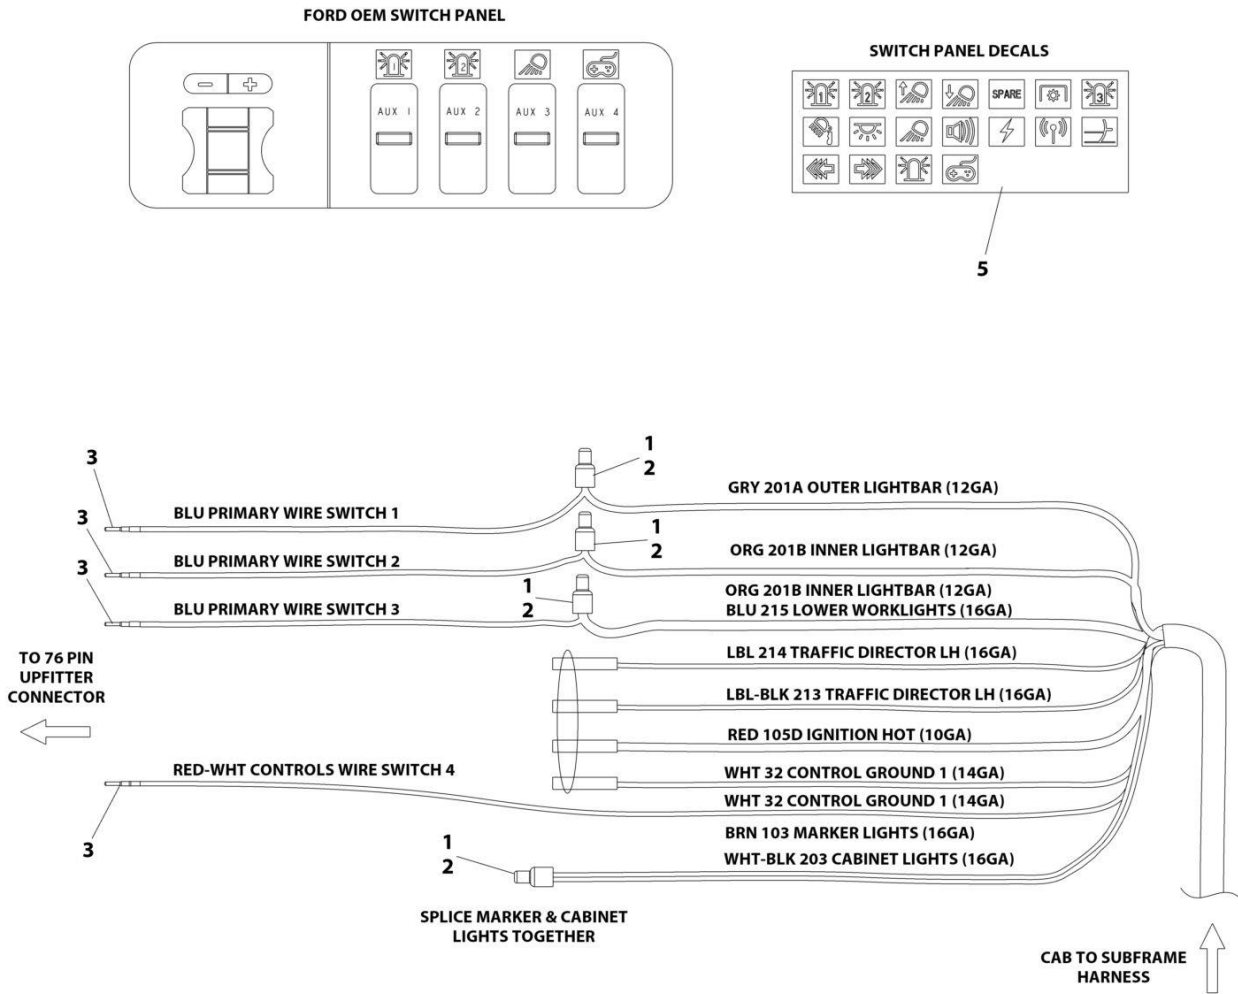 FORD OEM SWITCH PANEL
SWITCH PANEL DECALS
1
2
AUX 1
AUX 2
AUX 3
AUX 4
1
2
SPARE
3
5
1
2
3
GRY 201A OUTER LIGHTBAR (12GA)
BLU PRIMARY WIRE SWITCH 1
3
1
2
ORG 201B INNER LIGHTBAR (12GA)
BLU PRIMARY WIRE SWITCH 2
3
1
2
ORG 201B INNER LIGHTBAR (12GA)
BLU PRIMARY WIRE SWITCH 3
BLU 215 LOWER WORKLIGHTS (16GA)
TO 76 PIN
UPFITTER
CONNECTOR
LBL 214 TRAFFIC DIRECTOR LH (16GA)
LBL-BLK 213 TRAFFIC DIRECTOR LH (16GA)
RED 105D IGNITION HOT (10GA)
RED-WHT CONTROLS WIRE SWITCH 4
WHT 32 CONTROL GROUND 1 (14GA)
WHT 32 CONTROL GROUND 1 (14GA)
3
BRN 103 MARKER LIGHTS (16GA)
1
2
WHT-BLK 203 CABINET LIGHTS (16GA)
SPLICE MARKER & CABINET
LIGHTS TOGETHER
CAB TO SUBFRAME
HARNESS